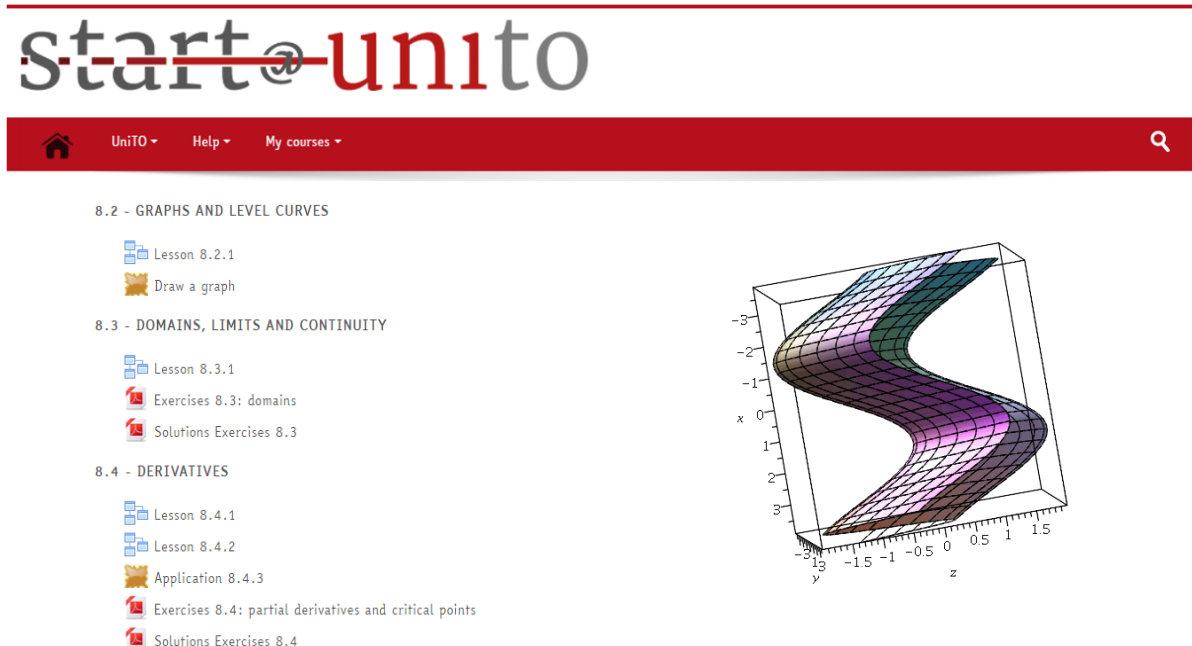 start@unito
UniTO
Help
My courses
8.2 - GRAPHS AND LEVEL CURVES
Lesson 8.2.1
Draw a graph
8.3 - DOMAINS, LIMITS AND CONTINUITY
Lesson 8.3.1
Exercises 8.3: domains
Solutions Exercises 8.3
8.4 - DERIVATIVES
Lesson 8.4.1
Lesson 8.4.2
Application 8.4.3
Exercises 8.4: partial derivatives and critical points
Solutions Exercises 8.4
-3
-2
-1
x 0
1
2
3
-1.5 -1 -0.5 0 0.5 1 1.5
y
z